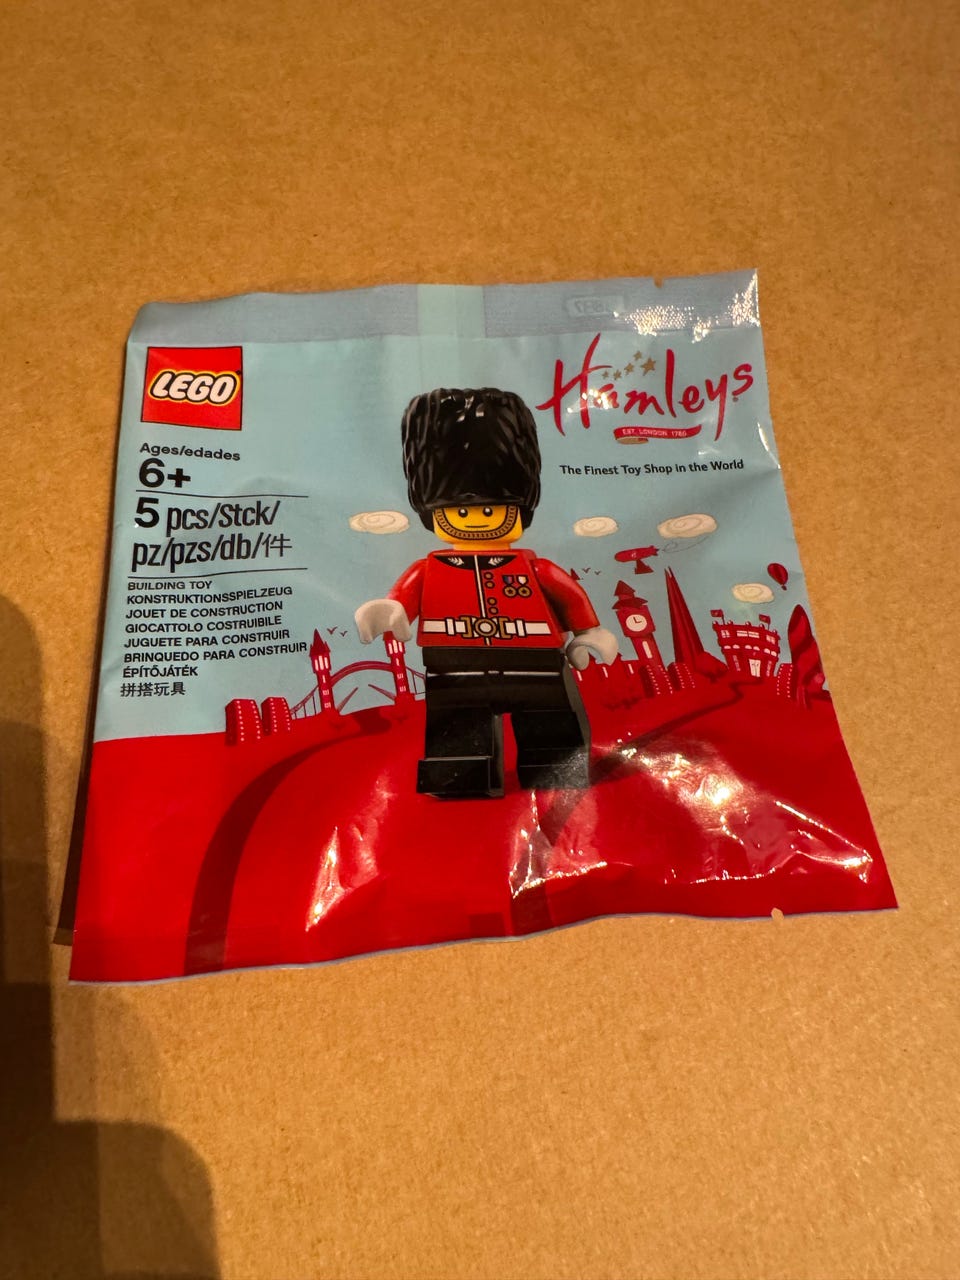 LEGO
Ages/edades
6+
5 pcs/Stck/
pz/pzs/db/件
BUILDING TOY
KONSTRUKTIONSSPIELZEUG
JOUET DE CONSTRUCTION
GIOCATTOLO COSTRUIBILE
JUGUETE PARA CONSTRUIR
BRINQUEDO PARA CONSTRUIR
ÉPÍTŐJÁTÉK
拼搭玩具
Hamleys
EST. LONDON 1760
The Finest Toy Shop in the World